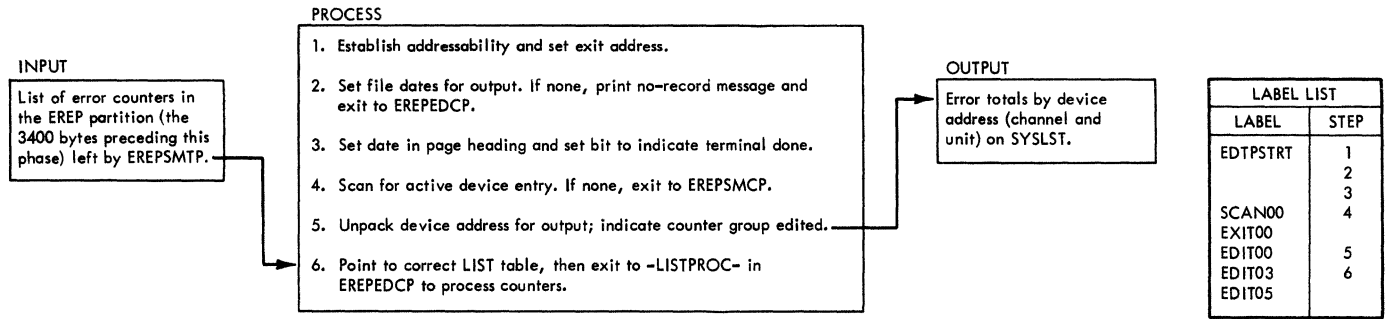 PROCESS
1. Establish addressability and set exit address.
2. Set file dates for output. If none, print no-record message and
exit to EREPEDCP.
3. Set date in page heading and set bit to indicate terminal done.
4. Scan for active device entry. If none, exit to EREPSMCP.
5. Unpack device address for output; indicate counter group edited.
6. Point to correct LIST table, then exit to -LISTPROC- in
EREPEDCP to process counters.
INPUT
List of error counters in
the EREP partition (the
3400 bytes preceding this
phase) left by EREPSMTP.
OUTPUT
Error totals by device
address (channel and
unit) on SYSLST.
LABEL LIST
LABEL STEP
EDTPSTRT 1
2
3
SCAN00 4
EXIT00
EDIT00 5
EDIT03 6
EDIT05